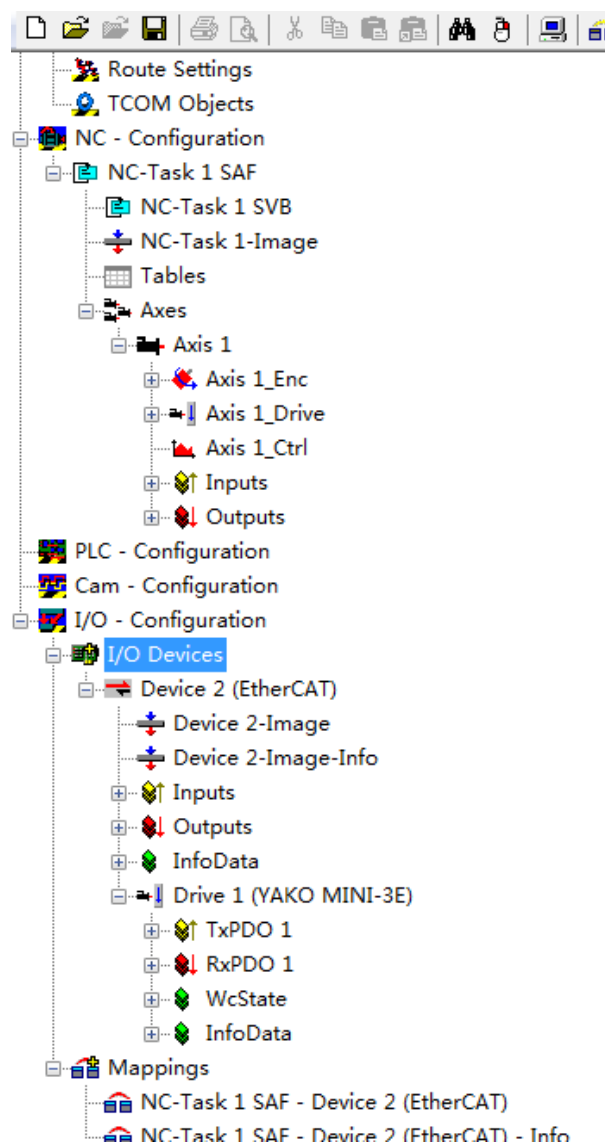 Route Settings
TCOM Objects
NC - Configuration
NC-Task 1 SAF
NC-Task 1 SVB
NC-Task 1-Image
Tables
Axes
Axis 1
Axis 1_Enc
Axis 1_Drive
Axis 1_Ctrl
Inputs
Outputs
PLC - Configuration
Cam - Configuration
I/O - Configuration
I/O Devices
Device 2 (EtherCAT)
Device 2-Image
Device 2-Image-Info
Inputs
Outputs
InfoData
Drive 1 (YAKO MINI-3E)
TxPDO 1
RxPDO 1
WcState
InfoData
Mappings
NC-Task 1 SAF - Device 2 (EtherCAT)
NC-Task 1 SAF - Device 2 (EtherCAT) - Info